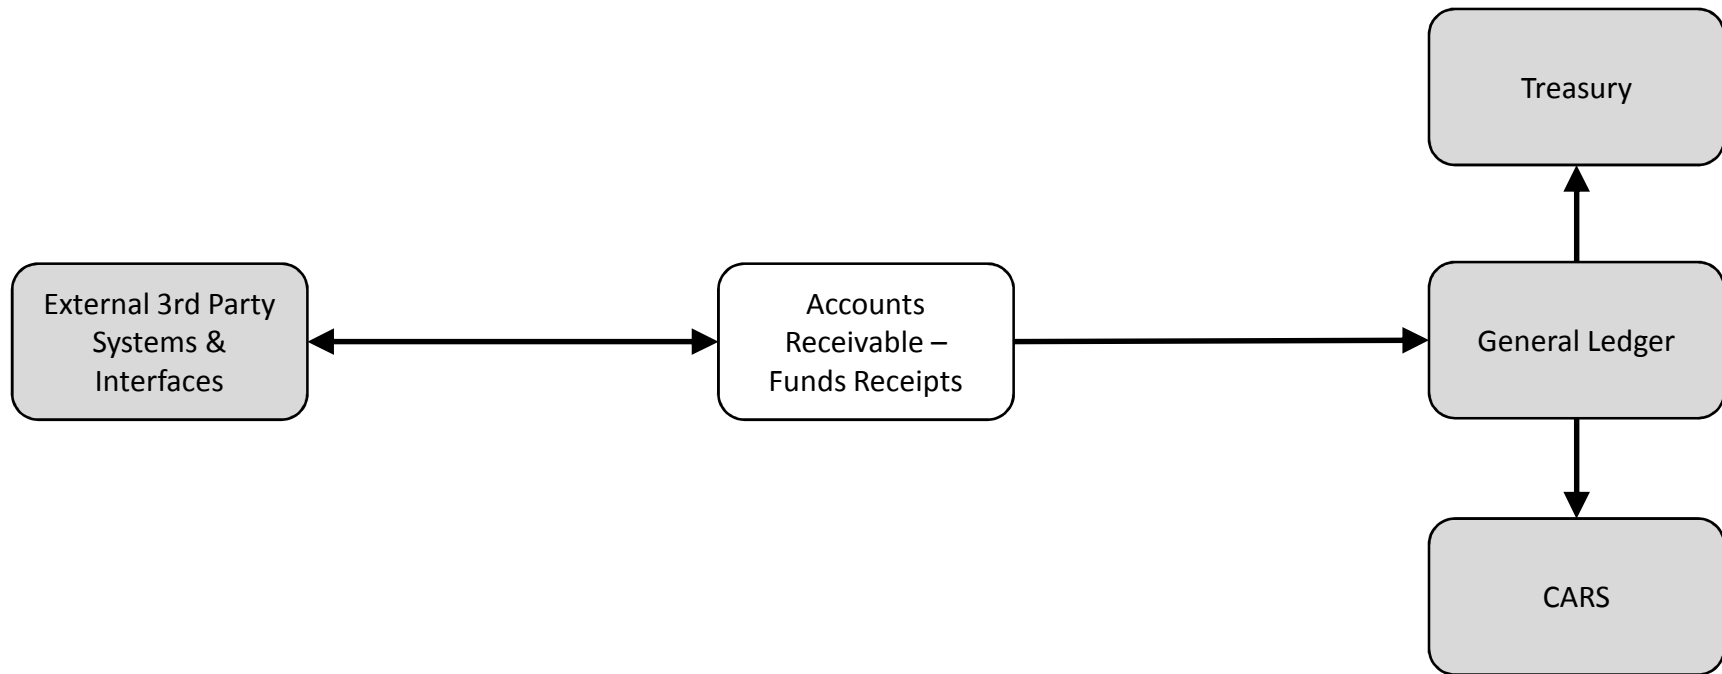 Treasury
External 3rd Party
Systems &
Interfaces
Accounts
Receivable –
Funds Receipts
General Ledger
CARS